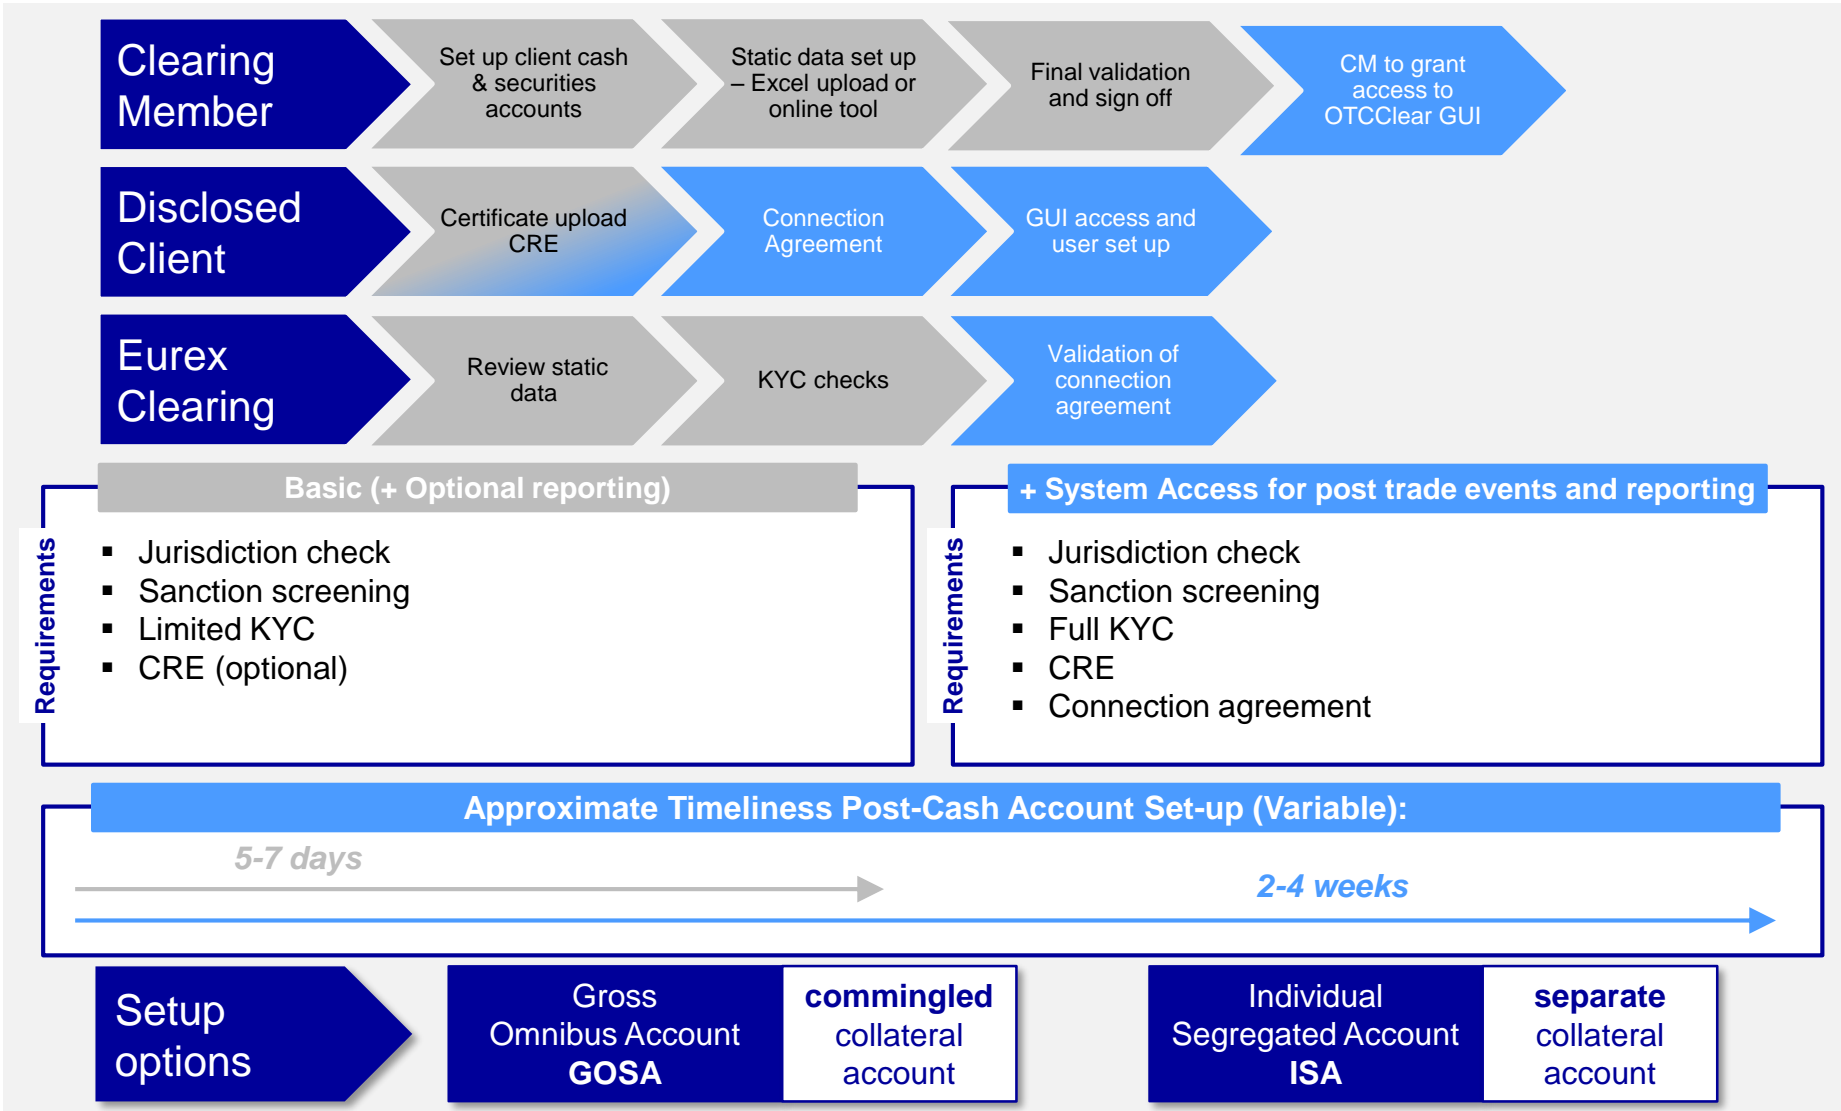 Clearing
Member
Set up client cash
& securities
accounts
Static data set up
– Excel upload or
online tool
Final validation
and sign off
CM to grant
access to
OTCClear GUI
Disclosed
Client
Certificate upload
CRE
Connection
Agreement
GUI access and
user set up
Eurex
Clearing
Review static
data
KYC checks
Validation of
connection
agreement
Basic (+ Optional reporting)
Requirements
▪ Jurisdiction check
▪ Sanction screening
▪ Limited KYC
▪ CRE (optional)
+ System Access for post trade events and reporting
Requirements
▪ Jurisdiction check
▪ Sanction screening
▪ Full KYC
▪ CRE
▪ Connection agreement
Approximate Timeliness Post-Cash Account Set-up (Variable):
5-7 days
2-4 weeks
Setup
options
Gross
Omnibus Account
GOSA
commingled
collateral
account
Individual
Segregated Account
ISA
separate
collateral
account